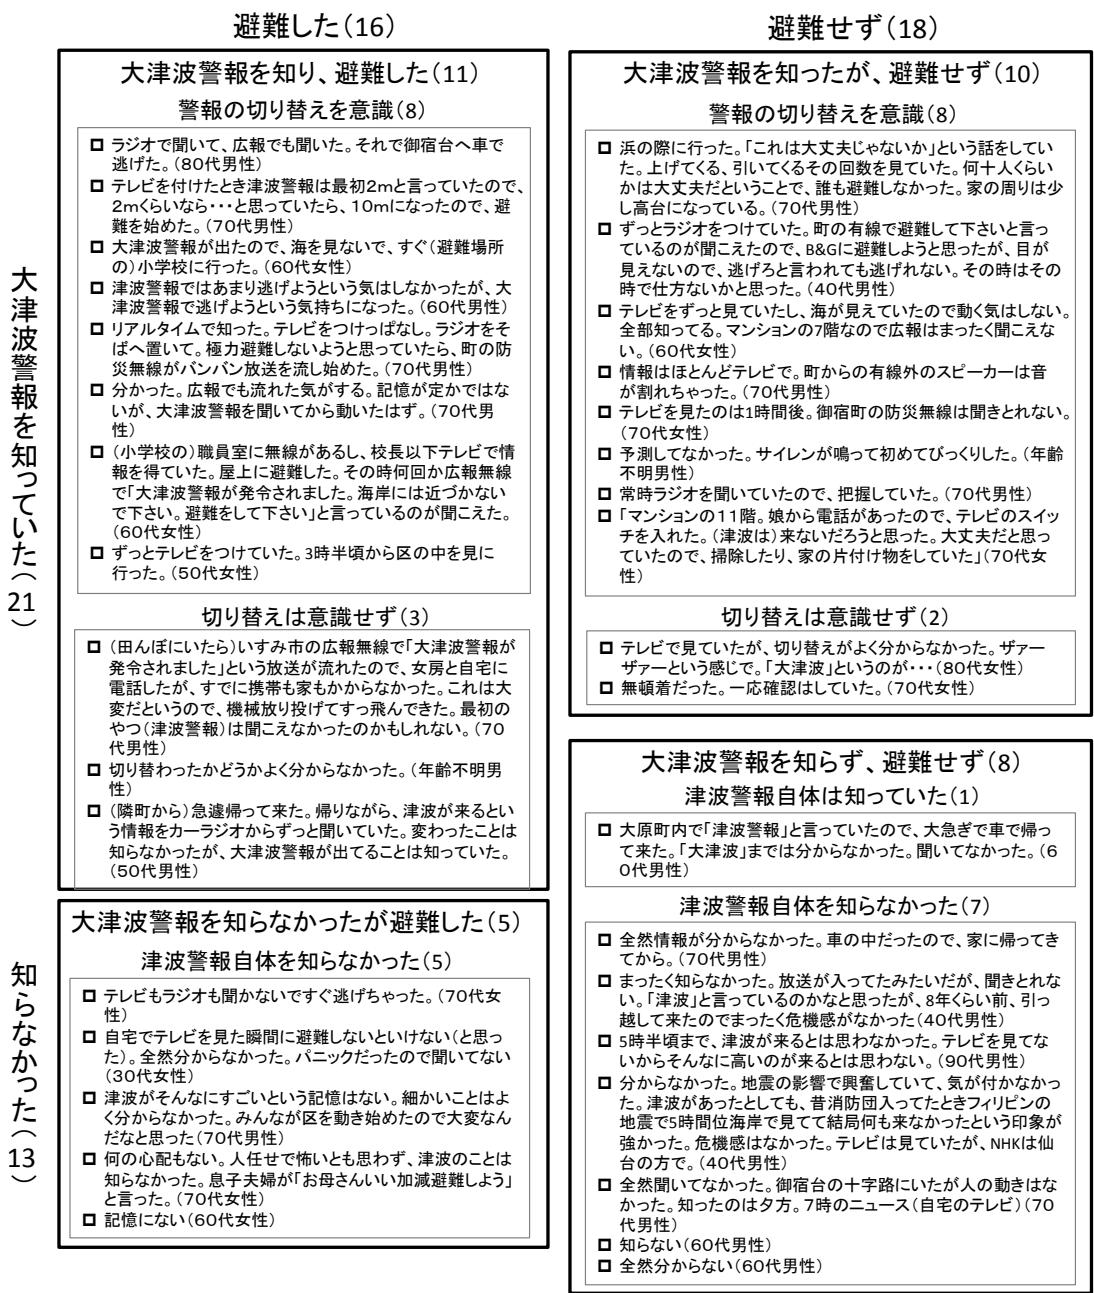 避難した(16)
大津波警報を知っていた(21)
大津波警報を知り、避難した(11)
警報の切り替えを意識(8)
ラジオで聞いて、広報でも聞いた。それで御宿台へ車で
逃げた。(80代男性)
テレビを付けたとき津波警報は最初2mと言っていたので、
2mくらいなら・・・と思っていたら、10mになったので、避
難を始めた。(70代男性)
大津波警報が出たので、海を見ないで、すぐ(避難場所
の)小学校に行った。(60代女性)
津波警報ではあまり逃げようという気はしなかったが、大
津波警報で逃げようという気持ちになった。(60代男性)
リアルタイムで知った。テレビをつけっぱなし。ラジオをそ
ばへ置いて。極力避難しないようと思っていたら、町の防
災無線がバンバン放送を流し始めた。(70代男性)
分かった。広報でも流れた気がする。記憶が定かではな
いが、大津波警報を聞いてから動いたはず。(70代男
性)
(小学校の)職員室に無線があるし、校長以下テレビで情
報を得ていた。屋上に避難した。その時何回か広報無線
で「大津波警報が発令されました。海岸には近づかない
で下さい。避難をして下さい」と言っているのが聞こえた。
(60代女性)
ずっとテレビをつけていた。3時半頃から区の中を見に
行った。(50代女性)
切り替えは意識せず(3)
(田んぼにいたら)いすみ市の広報無線で「大津波警報が
発令されました」という放送が流れたので、女房と自宅に
電話したが、すでに携帯も家もかからなかった。これは大
変だというので、機械放り投げてすっ飛んできた。最初の
やつ(津波警報)は聞こえなかったのかもしれない。(70
代男性)
切り替わったかどうかよく分からなかった。(年齢不明男
性)
(隣町から)急遽帰って来た。帰りながら、津波が来るとい
う情報をカーラジオからずっと聞いていた。変わったことは
知らなかったが、大津波警報が出てることは知っていた。
(50代男性)
知らなかった(13)
大津波警報を知らなかったが避難した(5)
津波警報自体を知らなかった(5)
テレビもラジオも聞かないですぐ逃げちゃった。(70代女
性)
自宅でテレビを見た瞬間に避難しないといけない(と思っ
た)。全然分からなかった。パニックだったので聞いてない
(30代女性)
津波がそんなにすごいという記憶はない。細かいことはよ
く分からなかった。みんなが区を動き始めたので大変なん
だなと思った(70代男性)
何の心配もない。人任せで怖いとも思わず、津波のことは
知らなかった。息子夫婦が「お母さんいい加減避難しよう」
と言った。(70代女性)
記憶にない(60代女性)
避難せず(18)
大津波警報を知ったが、避難せず(10)
警報の切り替えを意識(8)
浜の際に行った。「これは大丈夫じゃないか」という話をしてい
た。上げてくる、引いてくるその回数を見ていた。何十人くらい
かは大丈夫だということで、誰も避難しなかった。家の周りは少
し高台になっている。(70代男性)
ずっとラジオをつけていた。町の有線で避難して下さいと言っ
ているのが聞こえたので、B&Gに避難しようと思ったが、目が
見えないので、逃げろと言われても逃げれない。その時はその
時で仕方ないかと思った。(40代男性)
テレビをずっと見ていたし、海が見えていたので動く気はしない。
全部知ってる。マンションの7階なので広報はまったく聞こえな
い。(60代女性)
情報はほとんどテレビで。町からの有線外のスピーカーは音
が割れちゃった。(70代男性)
テレビを見たのは1時間後。御宿町の防災無線は聞きとれない。
(70代女性)
予測してなかった。サイレンが鳴って初めてびっくりした。(年齢
不明男性)
常時ラジオを聞いていたので、把握していた。(70代男性)
「マンションの11階。娘から電話があったので、テレビのスイッ
チを入れた。(津波は)来ないだろうと思った。大丈夫だと思っ
ていたので、掃除したり、家の片付け物をしていた」(70代女
性)
切り替えは意識せず(2)
テレビで見ていたが、切り替えがよく分からなかった。ザァー
ザァーという感じで。「大津波」というのが・・・(80代女性)
無頓着だった。一応確認はしていた。(70代女性)
大津波警報を知らず、避難せず(8)
津波警報自体は知っていた(1)
大原町内で「津波警報」と言っていたので、大急ぎで車で帰っ
て来た。「大津波」までは分からなかった。聞いてなかった。(6
0代男性)
津波警報自体を知らなかった(7)
全然情報が分からなかった。車の中だったので、家に帰ってき
てから。(70代男性)
まったく知らなかった。放送が入ってたみたいだが、聞きとれな
い。「津波」と言っているのかなと思ったが、8年くらい前、引っ
越して来たのでまったく危機感がなかった(40代男性)
5時半頃まで、津波が来るとは思わなかった。テレビを見てな
いからそんなに高いのが来るとは思わない。(90代男性)
分からなかった。地震の影響で興奮していて、気が付かなかっ
た。津波があったとしても、昔消防団入ってたときフィリピンの
地震で5時間位海岸で見てて結局何も来なかったという印象が
強かった。危機感はなかった。テレビは見ていたが、NHKは仙
台の方で。(40代男性)
全然聞いてなかった。御宿台の十字路にいたが人の動きはな
かった。知ったのは夕方。7時のニュース(自宅のテレビ)(70
代男性)
知らない(60代男性)
全然分からない(60代男性)